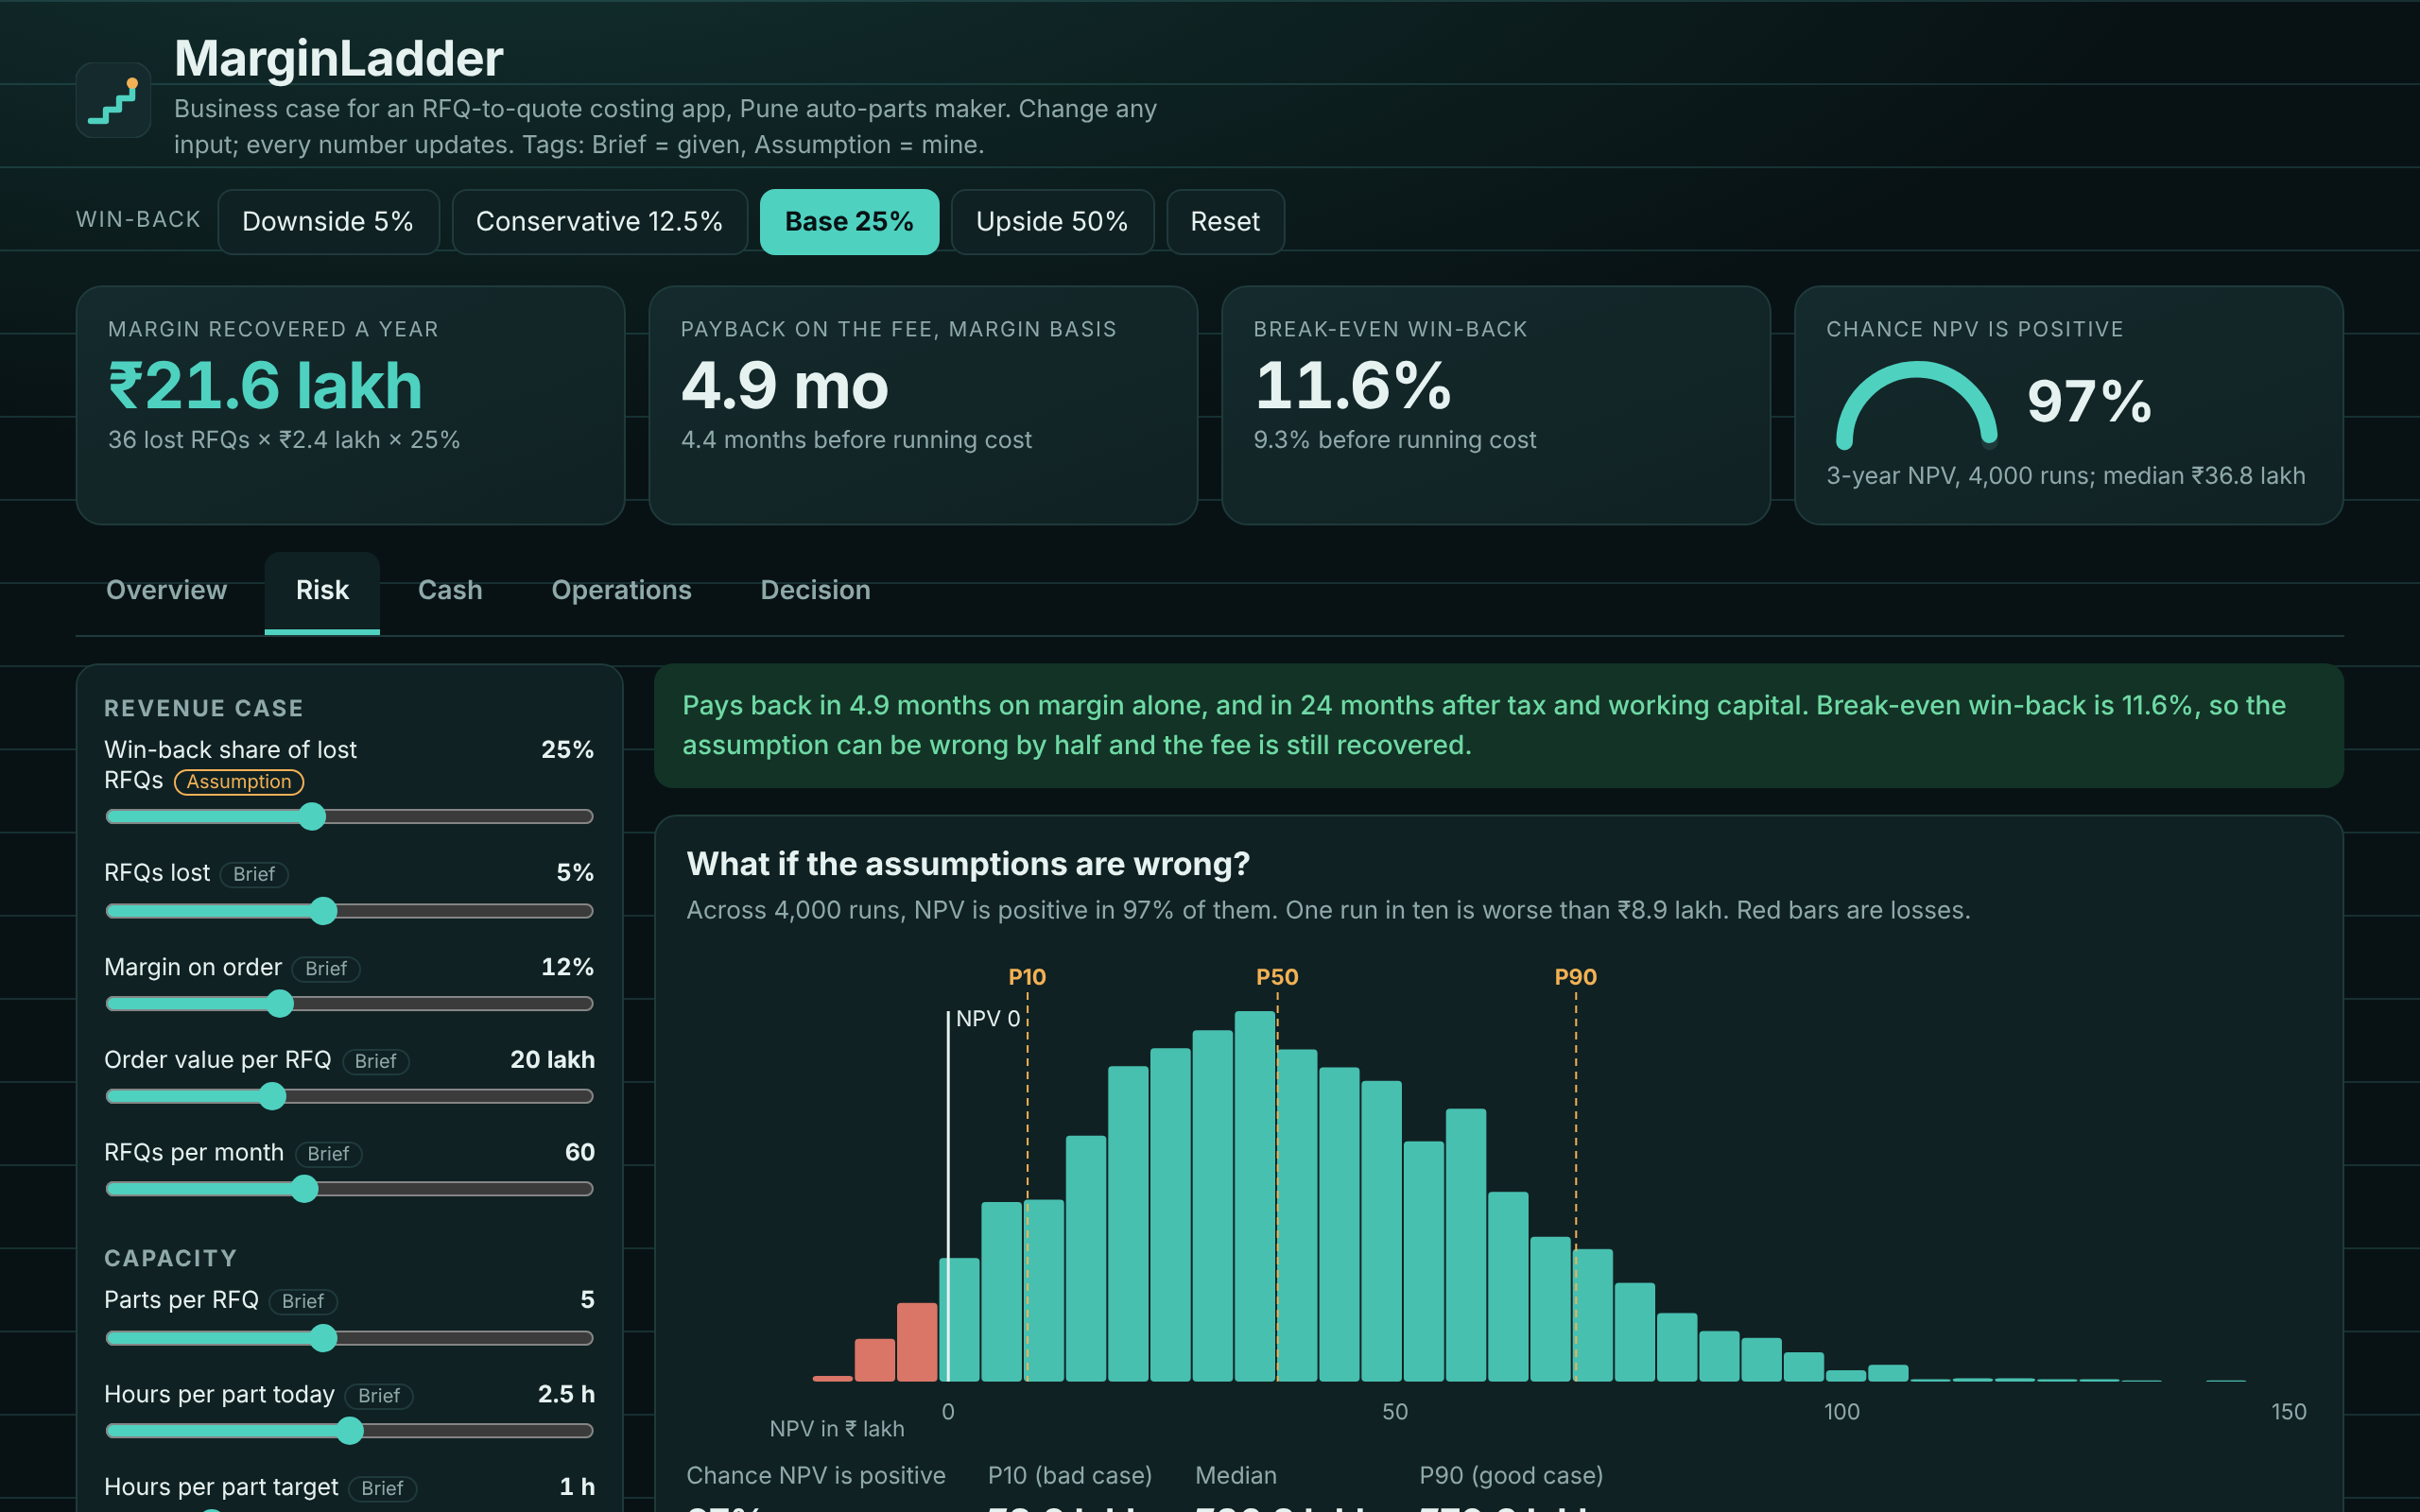 MarginLadder
Business case for an RFQ-to-quote costing app, Pune auto-parts maker. Change any
input; every number updates. Tags: Brief = given, Assumption = mine.
WIN-BACK Downside 5% Conservative 12.5% Base 25% Upside 50% Reset
MARGIN RECOVERED A YEAR
₹21.6 lakh
36 lost RFQs × ₹2.4 lakh × 25%
PAYBACK ON THE FEE, MARGIN BASIS
4.9 mo
4.4 months before running cost
BREAK-EVEN WIN-BACK
11.6%
9.3% before running cost
CHANCE NPV IS POSITIVE
97%
3-year NPV, 4,000 runs; median ₹36.8 lakh
Overview Risk Cash Operations Decision
REVENUE CASE
Win-back share of lost 25%
RFQs Assumption
RFQs lost Brief 5%
Margin on order Brief 12%
Order value per RFQ Brief 20 lakh
RFQs per month Brief 60
CAPACITY
Parts per RFQ Brief 5
Hours per part today Brief 2.5 h
Hours per part target Brief 1 h
Pays back in 4.9 months on margin alone, and in 24 months after tax and working capital. Break-even win-back is 11.6%, so the
assumption can be wrong by half and the fee is still recovered.
What if the assumptions are wrong?
Across 4,000 runs, NPV is positive in 97% of them. One run in ten is worse than ₹8.9 lakh. Red bars are losses.
P10 P50 P90
NPV 0
0 50 100 150
NPV in ₹ lakh
Chance NPV is positive P10 (bad case) Median P90 (good case)